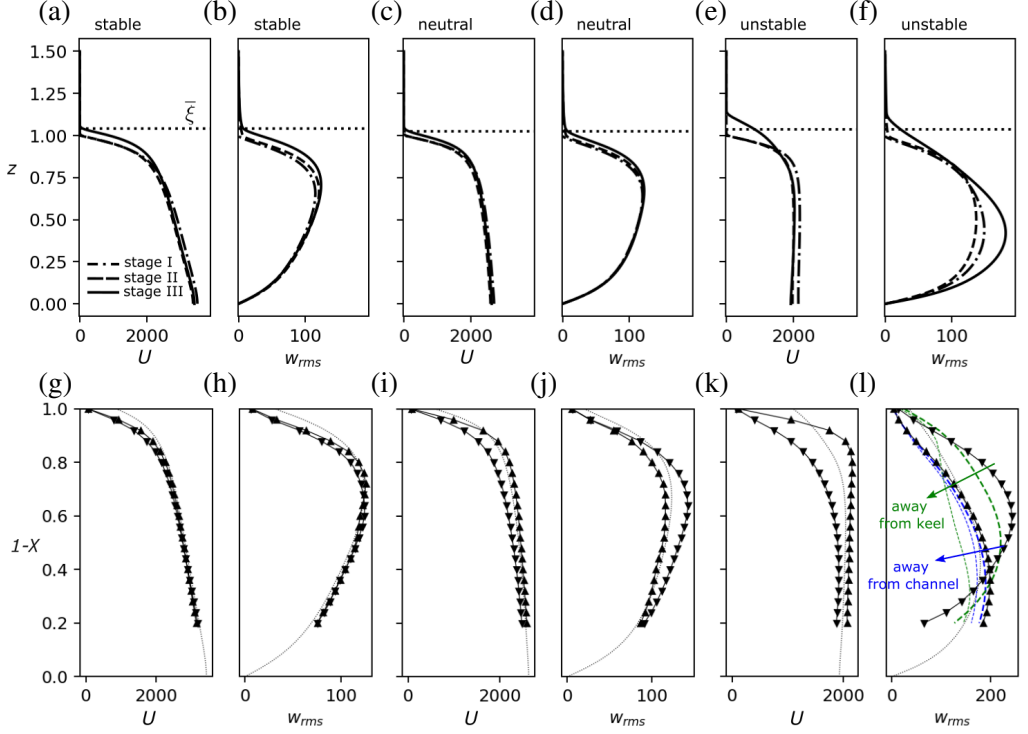 (a) (b) (c) (d) (e) (f)
stable stable neutral neutral unstable unstable
1.50
1.25
1.00
0.75
0.50
0.25
0.00
z
ξ̅
stage I
stage II
stage III
0 2000 0 100 0 2000 0 100 0 2000 0 100
U w_rms U w_rms U w_rms
(g) (h) (i) (j) (k) (l)
1.0
0.8
0.6
0.4
0.2
0.0
1-X
away
from keel
away
from channel
0 2000 0 100 0 2000 0 100 0 2000 0 200
U w_rms U w_rms U w_rms